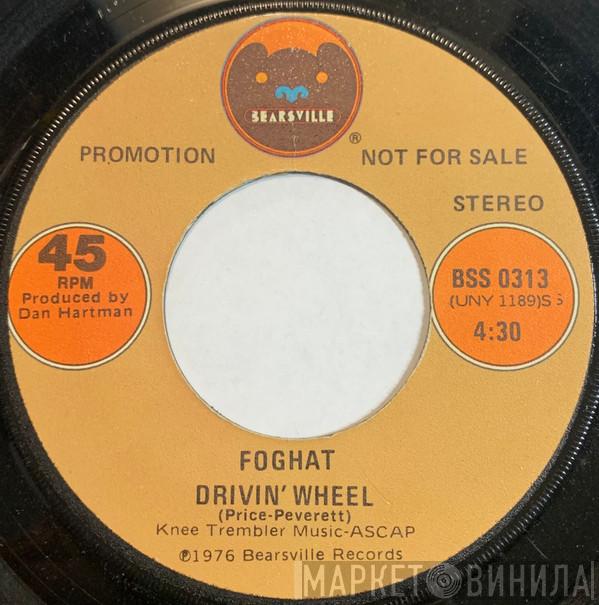 BEARSVILLE
®
PROMOTION NOT FOR SALE
STEREO
45
RPM
Produced by
Dan Hartman
BSS 0313
(UNY 1189)S S
4:30
FOGHAT
DRIVIN' WHEEL
(Price-Peverett)
Knee Trembler Music-ASCAP
℗1976 Bearsville Records
МАРКЕТ ВИНИЛА